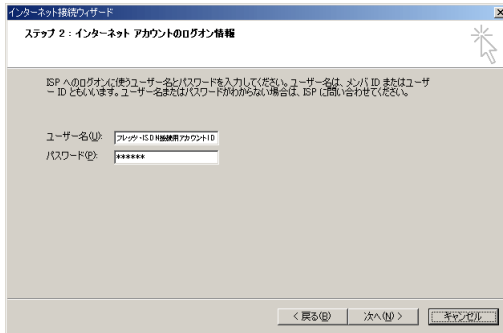 インターネット接続ウィザード
ステップ 2 : インターネット アカウントのログオン情報
ISP へのログオンに使うユーザー名とパスワードを入力してください。ユーザー名は、メンバ ID またはユーザ
ー ID ともいいます。ユーザー名またはパスワードがわからない場合は、ISP に問い合わせてください。
ユーザー名(U):
フレッツ・ISDN接続用アカウントID
パスワード(P):
******
< 戻る(B)
次へ(N) >
キャンセル